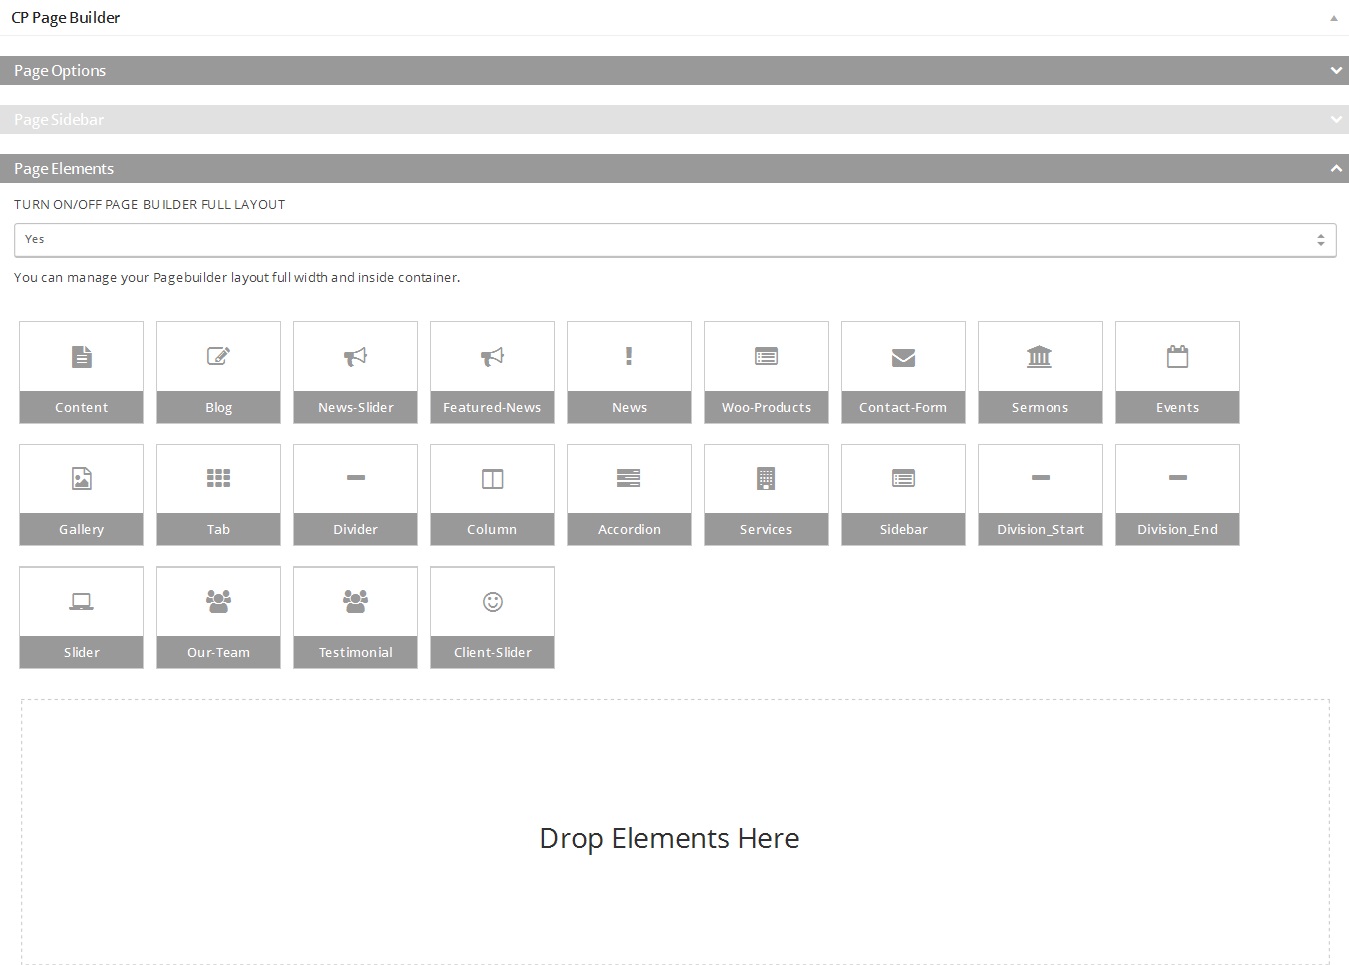 CP Page Builder
Page Options
Page Sidebar
Page Elements
TURN ON/OFF PAGE BUILDER FULL LAYOUT
Yes
You can manage your Pagebuilder layout full width and inside container.
Content Blog News-Slider Featured-News News Woo-Products Contact-Form Sermons Events
Gallery Tab Divider Column Accordion Services Sidebar Division_Start Division_End
Slider Our-Team Testimonial Client-Slider
Drop Elements Here